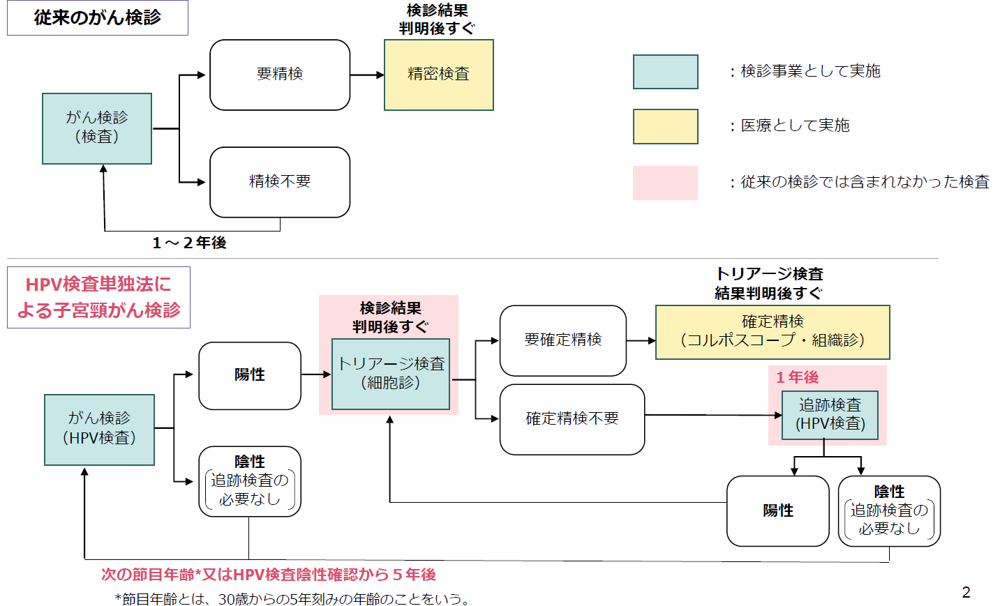 従来のがん検診
検診結果
判明後すぐ
要精検
精密検査
がん検診
（検査）
精検不要
１～２年後
：検診事業として実施
：医療として実施
：従来の検診では含まれなかった検査
HPV検査単独法に
よる子宮頸がん検診
検診結果
判明後すぐ
トリアージ検査
（細胞診）
トリアージ検査
結果判明後すぐ
要確定精検
確定精検
（コルポスコープ・組織診）
陽性
確定精検不要
１年後
追跡検査
(HPV検査)
がん検診
（HPV検査）
陰性
追跡検査の
必要なし
陽性
陰性
追跡検査の
必要なし
次の節目年齢*又はHPV検査陰性確認から５年後
*節目年齢とは、30歳からの5年刻みの年齢のことをいう。
2